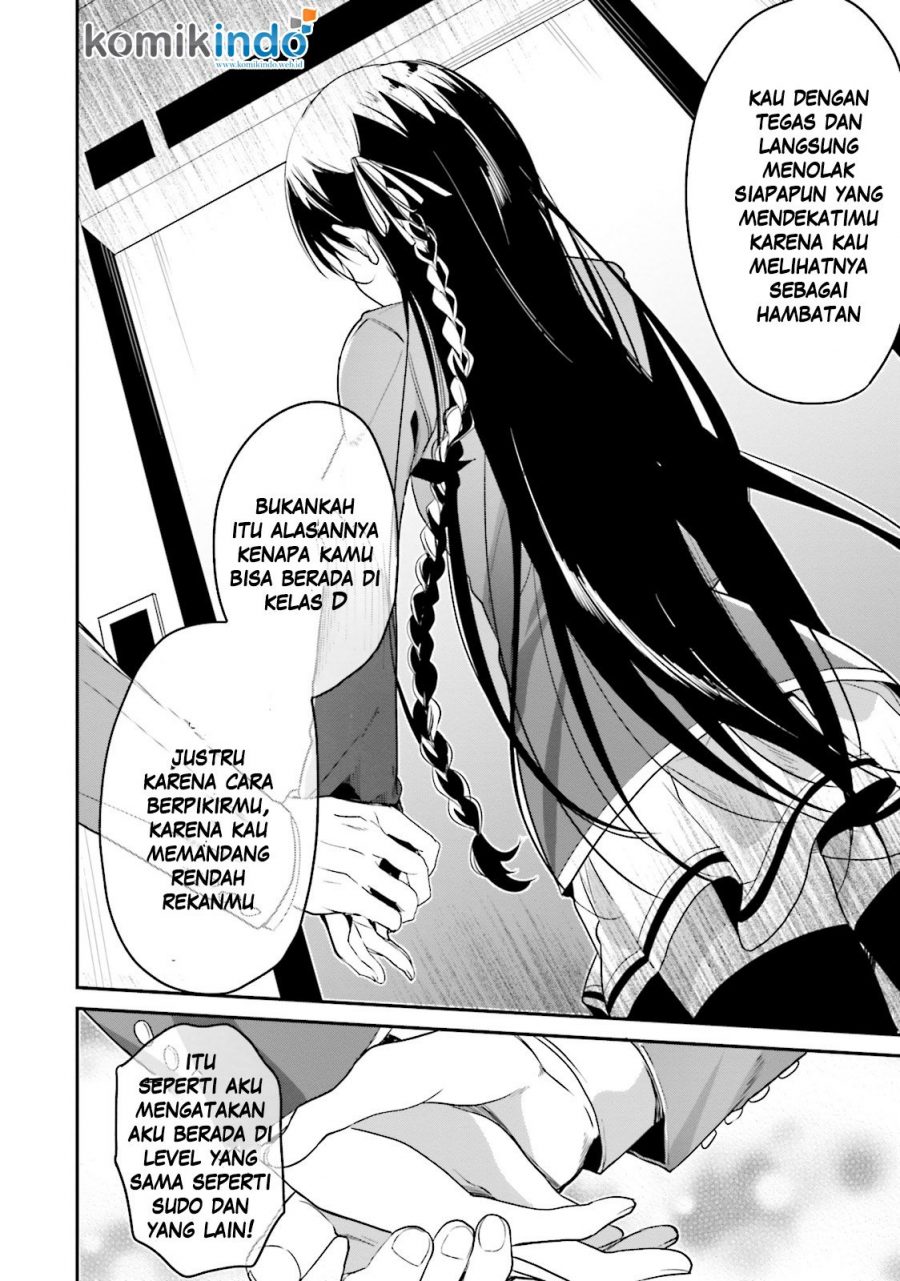 komikindo
www.komikindo.web.id
KAU DENGAN
TEGAS DAN
LANGSUNG
MENOLAK
SIAPAPUN YANG
MENDEKATIMU
KARENA KAU
MELIHATNYA
SEBAGAI
HAMBATAN
BUKANKAH
ITU ALASANNYA
KENAPA KAMU
BISA BERADA DI
KELAS D
JUSTRU
KARENA CARA
BERPIKIRMU,
KARENA KAU
MEMANDANG
RENDAH
REKANMU
ITU
SEPERTI AKU
MENGATAKAN
AKU BERADA DI
LEVEL YANG
SAMA SEPERTI
SUDO DAN
YANG LAIN!